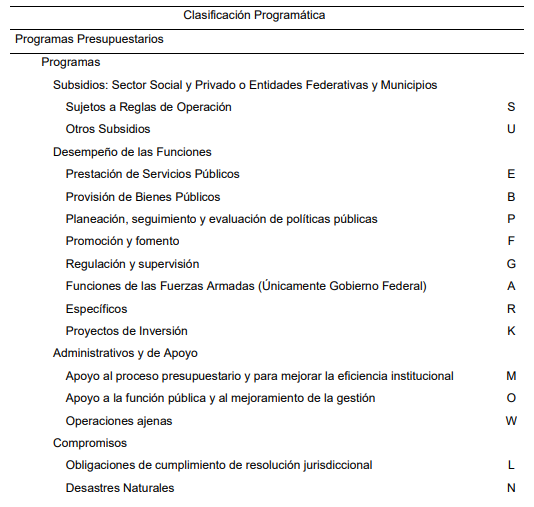 Clasificación Programática
Programas Presupuestarios
Programas
Subsidios: Sector Social y Privado o Entidades Federativas y Municipios
Sujetos a Reglas de Operación S
Otros Subsidios U
Desempeño de las Funciones
Prestación de Servicios Públicos E
Provisión de Bienes Públicos B
Planeación, seguimiento y evaluación de políticas públicas P
Promoción y fomento F
Regulación y supervisión G
Funciones de las Fuerzas Armadas (Únicamente Gobierno Federal) A
Específicos R
Proyectos de Inversión K
Administrativos y de Apoyo
Apoyo al proceso presupuestario y para mejorar la eficiencia institucional M
Apoyo a la función pública y al mejoramiento de la gestión O
Operaciones ajenas W
Compromisos
Obligaciones de cumplimiento de resolución jurisdiccional L
Desastres Naturales N